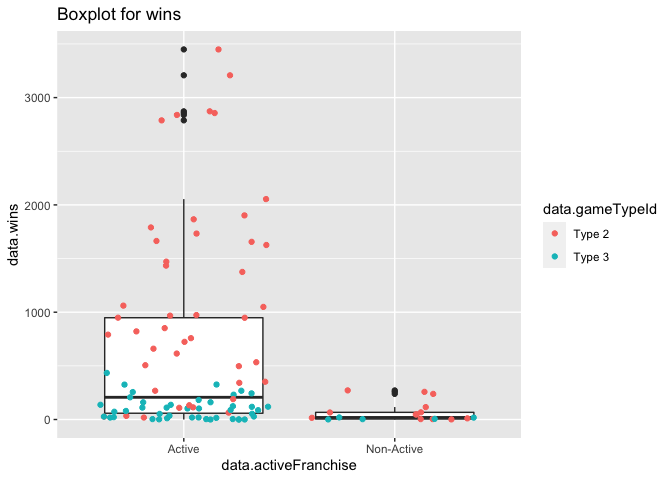 Boxplot for wins
data.wins
3000
2000
1000
0
Active
Non-Active
data.activeFranchise
data.gameTypeId
Type 2
Type 3